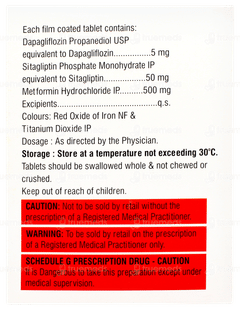 Each film coated tablet contains:
Dapagliflozin Propanediol USP
equivalent to Dapagliflozin...............5 mg
Sitagliptin Phosphate Monohydrate IP
equivalent to Sitagliptin.................50 mg
Metformin Hydrochloride IP..........500 mg
Excipients........................................q.s.
Colours: Red Oxide of Iron NF &
Titanium Dioxide IP
Dosage : As directed by the Physician.
Storage : Store at a temperature not exceeding 30°C.
Tablets should be swallowed whole & not chewed or
crushed.
Keep out of reach of children.
CAUTION: Not to be sold by retail without the
prescription of a Registered Medical Practitioner.
WARNING: To be sold by retail on the prescription
of a Registered Medical Practitioner only.
SCHEDULE G PRESCRIPTION DRUG - CAUTION
It is Dangerous to take this preparation except under
medical supervision.